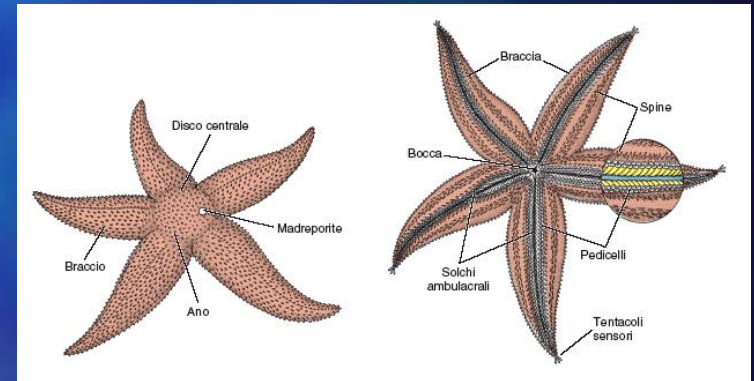 Disco centrale
Madreporite
Braccio
Ano
Braccia
Spine
Bocca
Pedicelli
Solchi
ambulacrali
Tentacoli
sensori